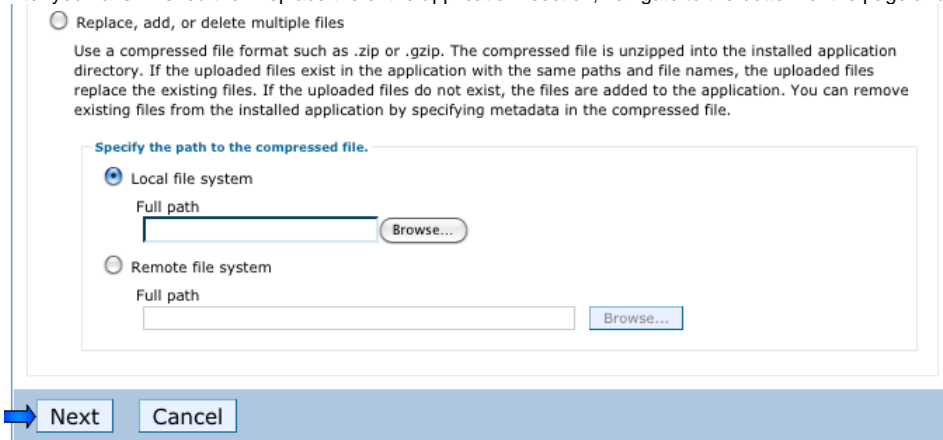 Replace, add, or delete multiple files
Use a compressed file format such as .zip or .gzip. The compressed file is unzipped into the installed application
directory. If the uploaded files exist in the application with the same paths and file names, the uploaded files
replace the existing files. If the uploaded files do not exist, the files are added to the application. You can remove
existing files from the installed application by specifying metadata in the compressed file.
Specify the path to the compressed file.
Local file system
Full path
Browse...
Remote file system
Full path
Browse...
Next Cancel